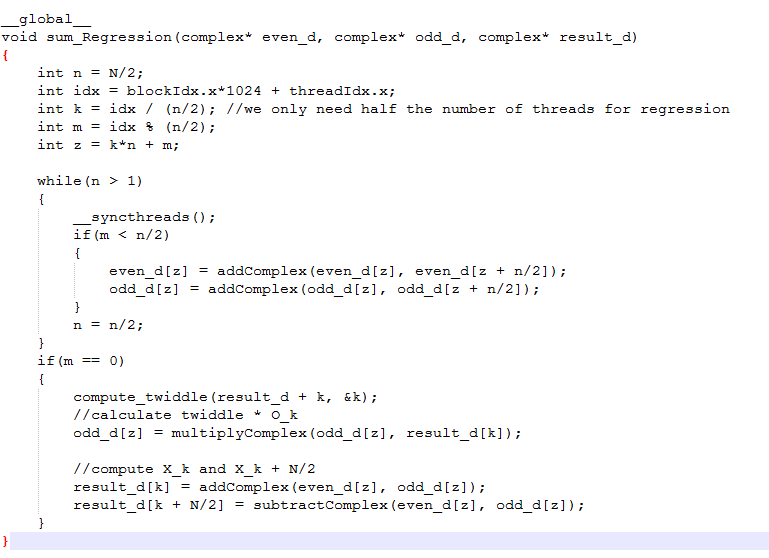 __global__
void sum_Regression(complex* even_d, complex* odd_d, complex* result_d)
{
    int n = N/2;
    int idx = blockIdx.x*1024 + threadIdx.x;
    int k = idx / (n/2); //we only need half the number of threads for regression
    int m = idx % (n/2);
    int z = k*n + m;

    while(n > 1)
    {
        __syncthreads();
        if(m < n/2)
        {
            even_d[z] = addComplex(even_d[z], even_d[z + n/2]);
            odd_d[z] = addComplex(odd_d[z], odd_d[z + n/2]);
        }
        n = n/2;
    }
    if(m == 0)
    {
        compute_twiddle(result_d + k, &k);
        //calculate twiddle * O_k
        odd_d[z] = multiplyComplex(odd_d[z], result_d[k]);

        //compute X_k and X_k + N/2
        result_d[k] = addComplex(even_d[z], odd_d[z]);
        result_d[k + N/2] = subtractComplex(even_d[z], odd_d[z]);
    }
}